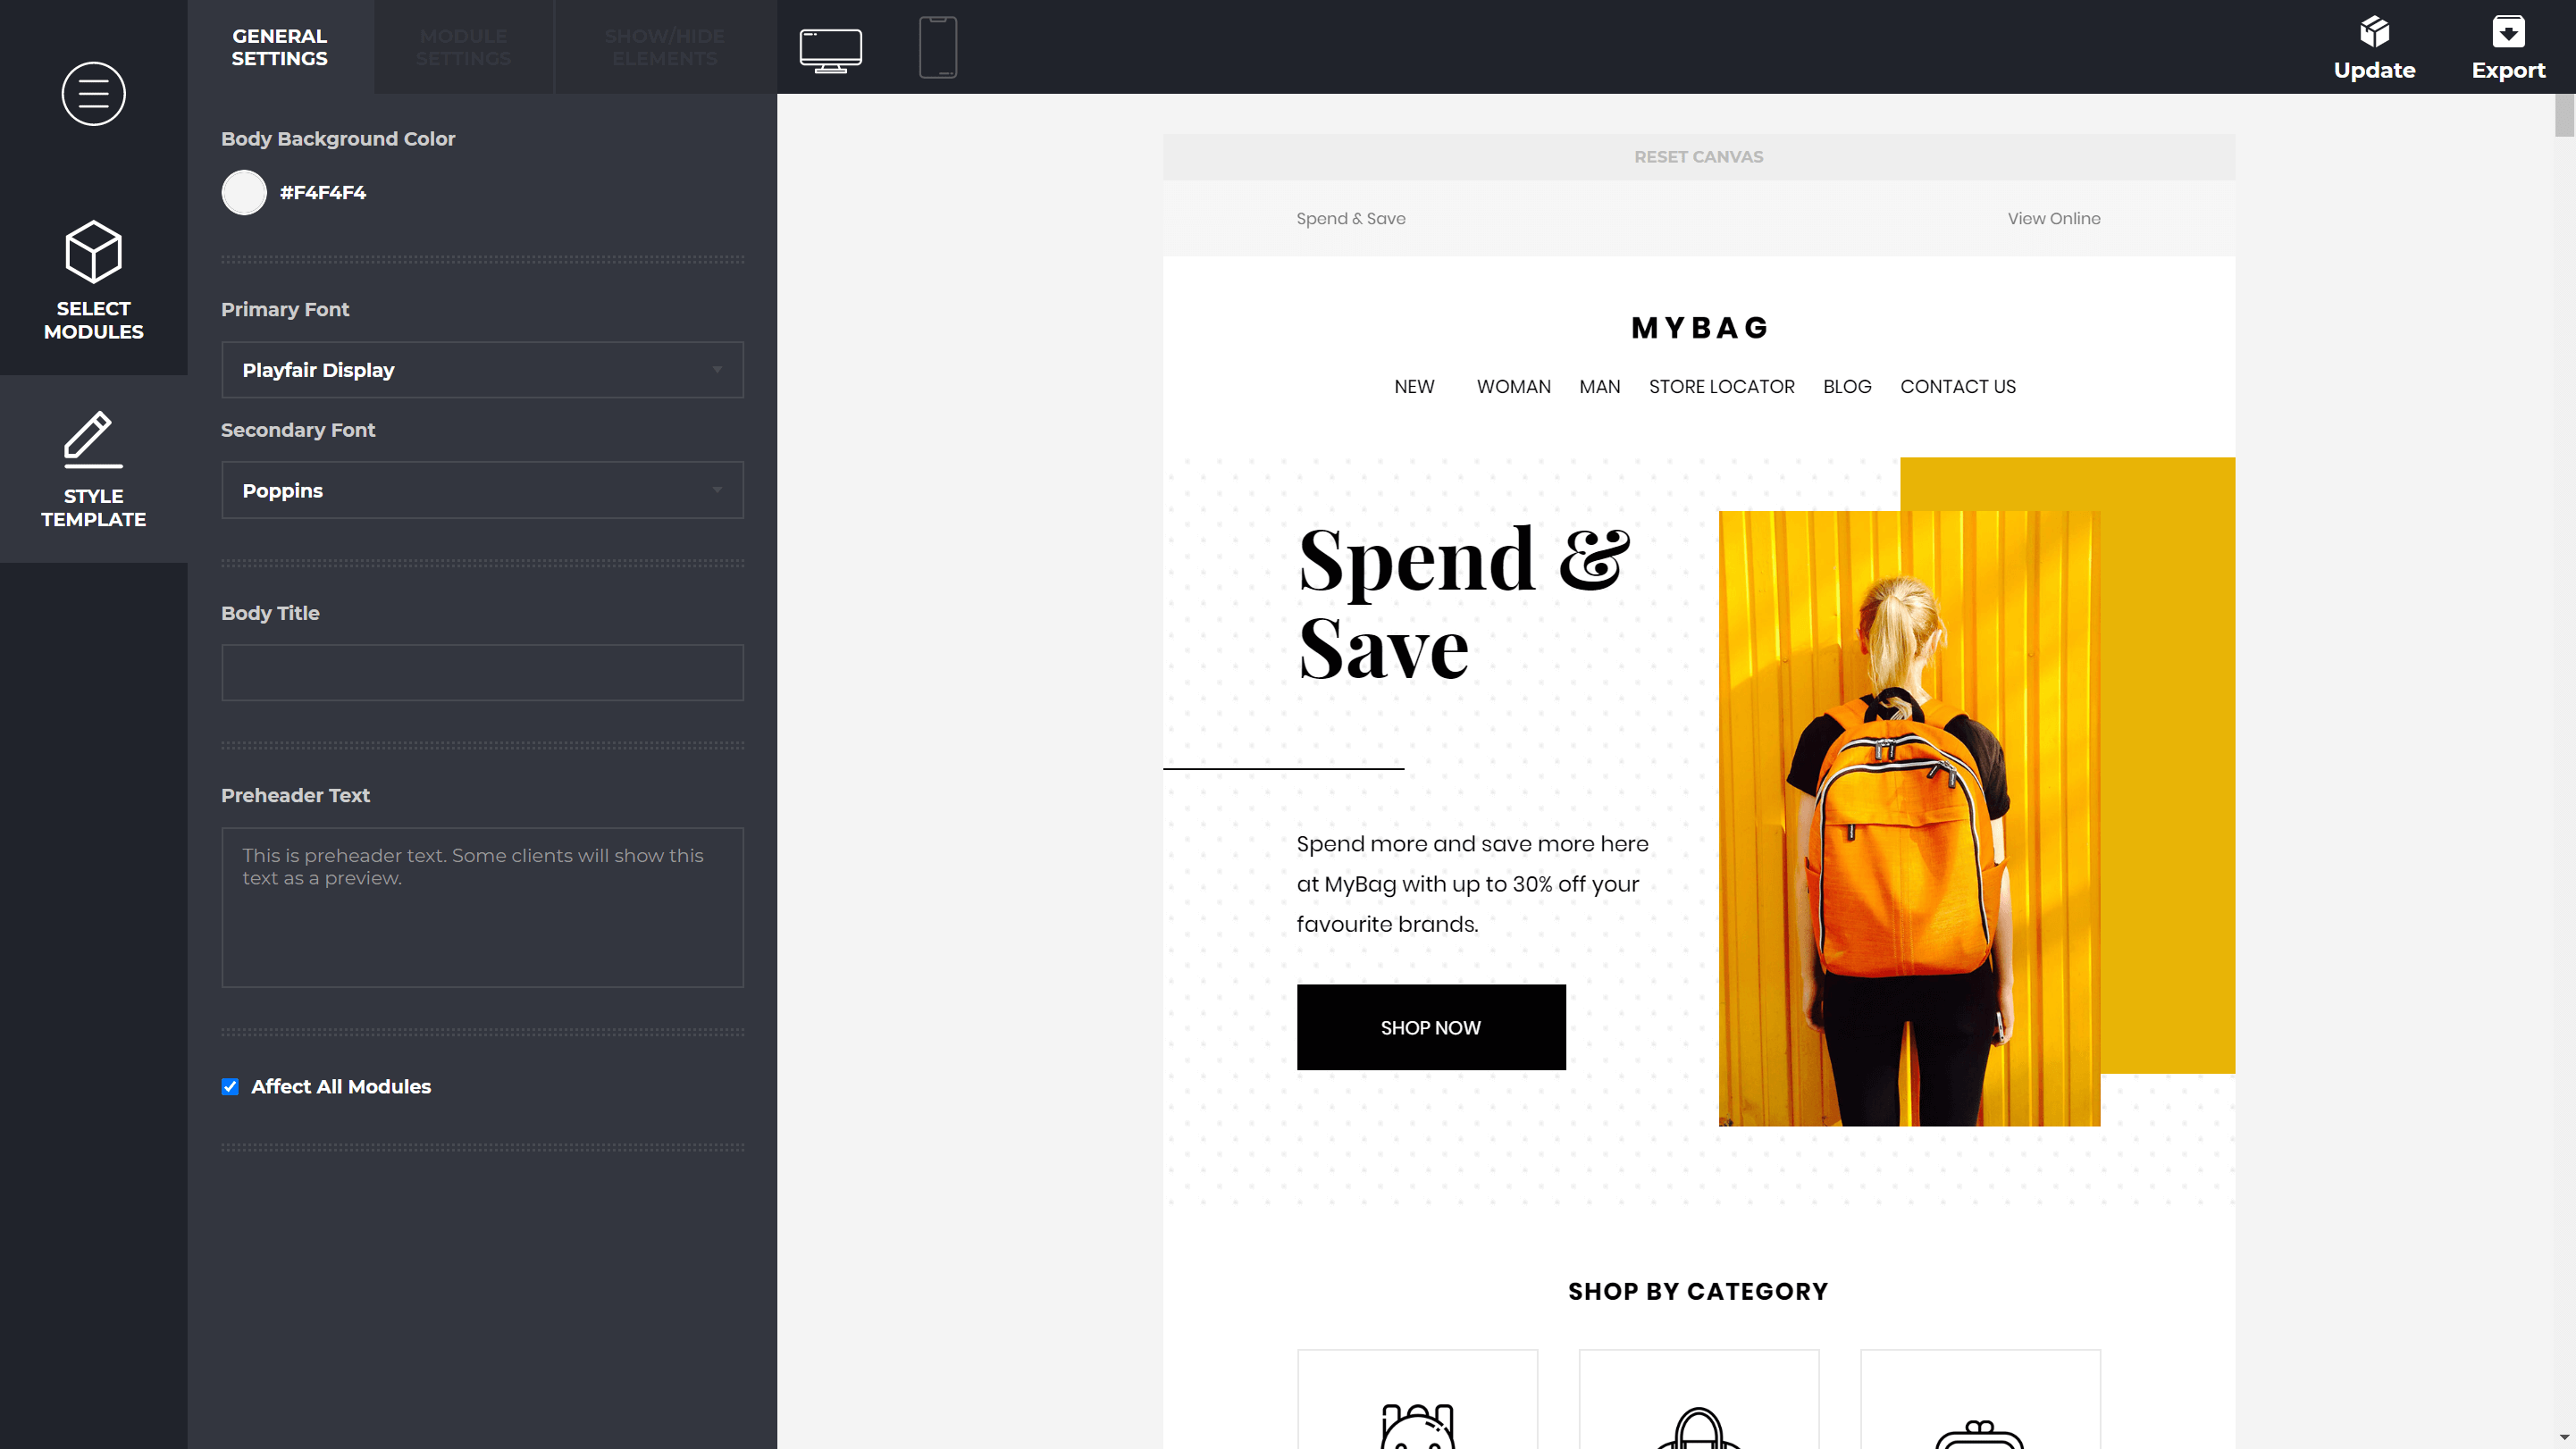 GENERAL
SETTINGS
MODULE
SETTINGS
SHOW/HIDE
ELEMENTS
Update
Export
SELECT
MODULES
STYLE
TEMPLATE
Body Background Color
#F4F4F4
Primary Font
Playfair Display
Secondary Font
Poppins
Body Title
Preheader Text
This is preheader text. Some clients will show this
text as a preview.
Affect All Modules
RESET CANVAS
Spend & Save
View Online
MYBAG
NEW WOMAN MAN STORE LOCATOR BLOG CONTACT US
Spend &
Save
Spend more and save more here
at MyBag with up to 30% off your
favourite brands.
SHOP NOW
SHOP BY CATEGORY